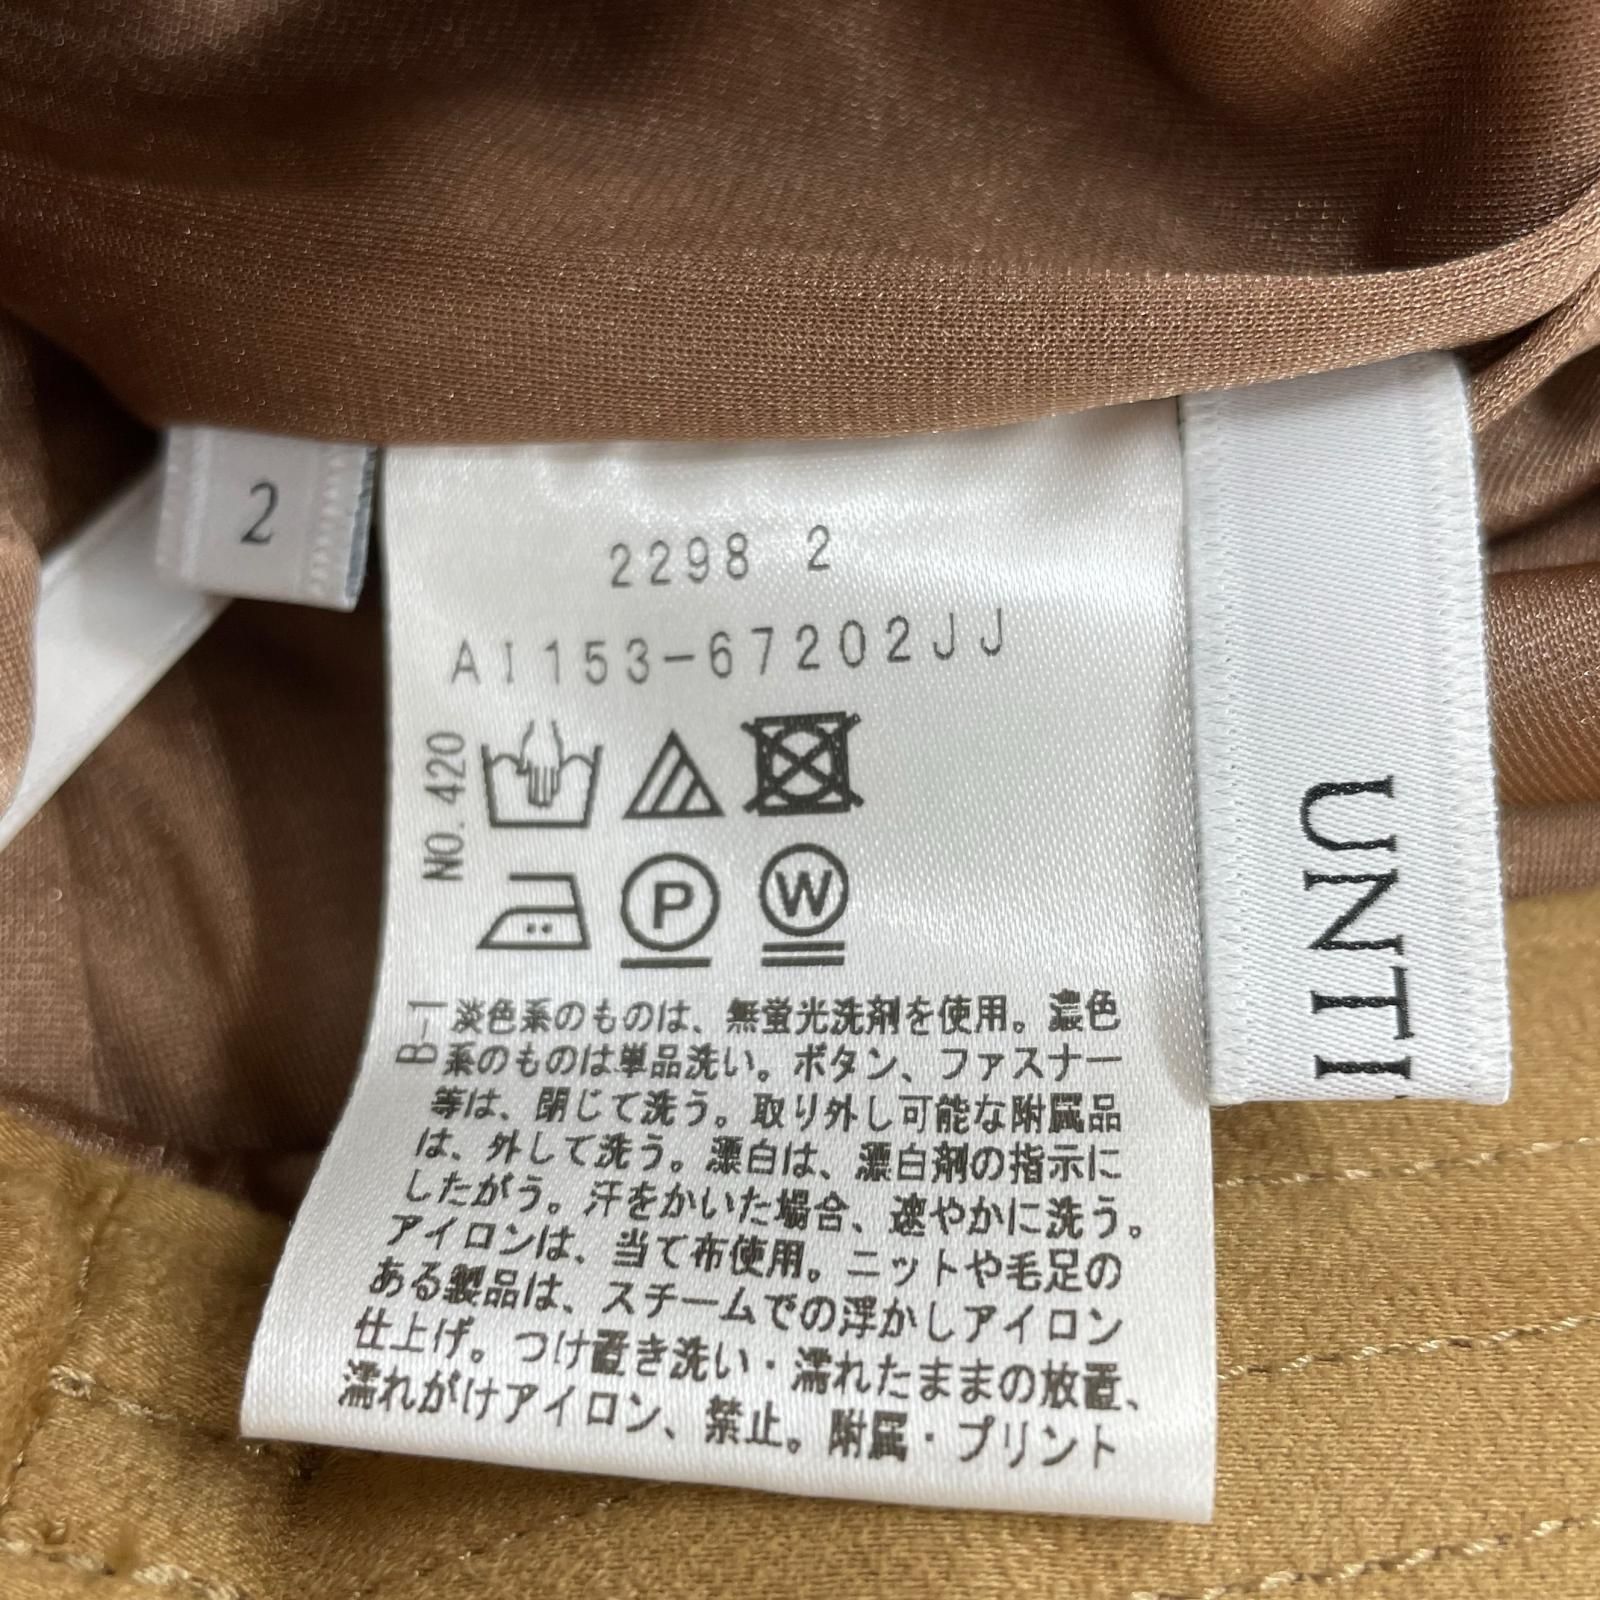 2
2298 2
AI153-67202JJ
NO.420
P
W
B-1
淡色系のものは、無蛍光洗剤を使用。濃色
系のものは単品洗い。ボタン、ファスナー
等は、閉じて洗う。取り外し可能な附属品
は、外して洗う。漂白は、漂白剤の指示に
したがう。汗をかいた場合、速やかに洗う。
アイロンは、当て布使用。ニットや毛足の
ある製品は、スチームでの浮かしアイロン
仕上げ。つけ置き洗い・濡れたままの放置、
濡れがけアイロン、禁止。附属・プリント
UNTI